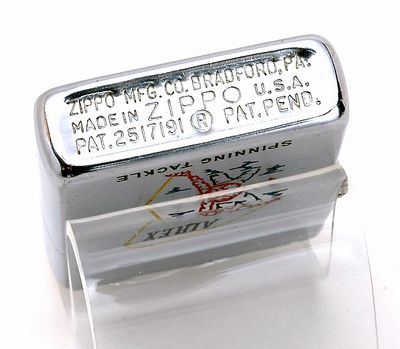 ZIPPO MFG. CO. BRADFORD, PA.
MADE IN ZIPPO U.S.A.
PAT. 2517191 ® PAT. PEND.
SPINNING TACKLE
AIREX